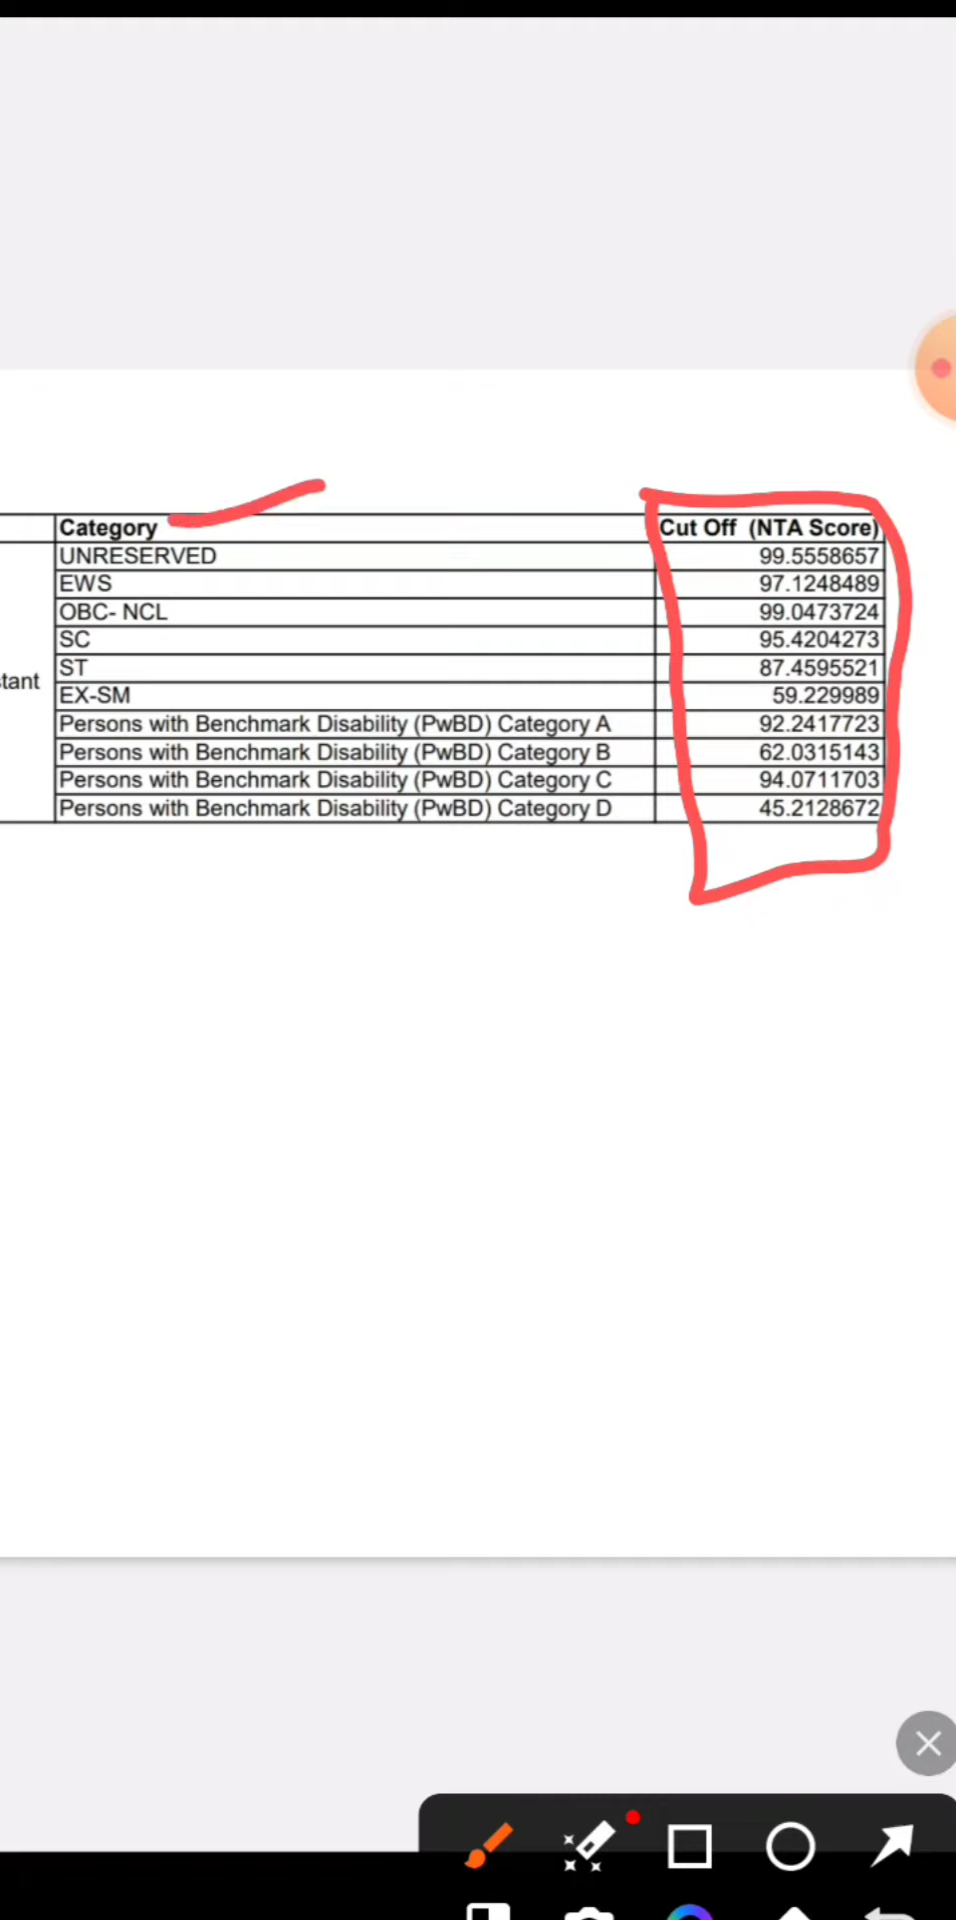 Category Cut Off (NTA Score)
UNRESERVED 99.5558657
EWS 97.1248489
OBC- NCL 99.0473724
SC 95.4204273
ST 87.4595521
tant
EX-SM 59.229989
Persons with Benchmark Disability (PwBD) Category A 92.2417723
Persons with Benchmark Disability (PwBD) Category B 62.0315143
Persons with Benchmark Disability (PwBD) Category C 94.0711703
Persons with Benchmark Disability (PwBD) Category D 45.2128672